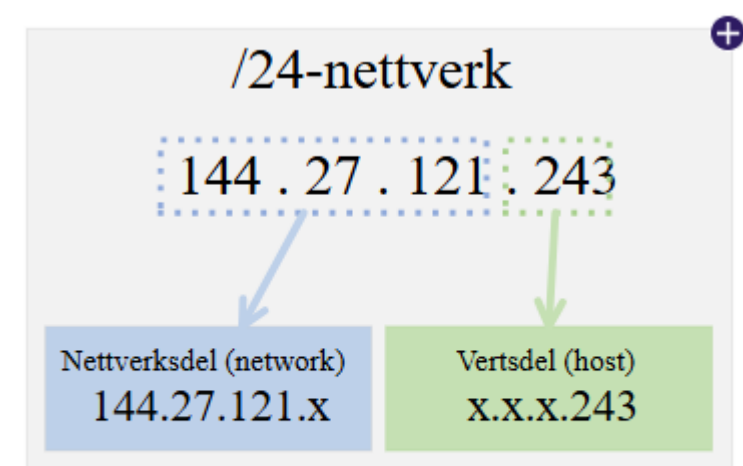 /24-nettverk
144 . 27 . 121 . 243
Nettverksdel (network)
144.27.121.x
Vertsdel (host)
x.x.x.243